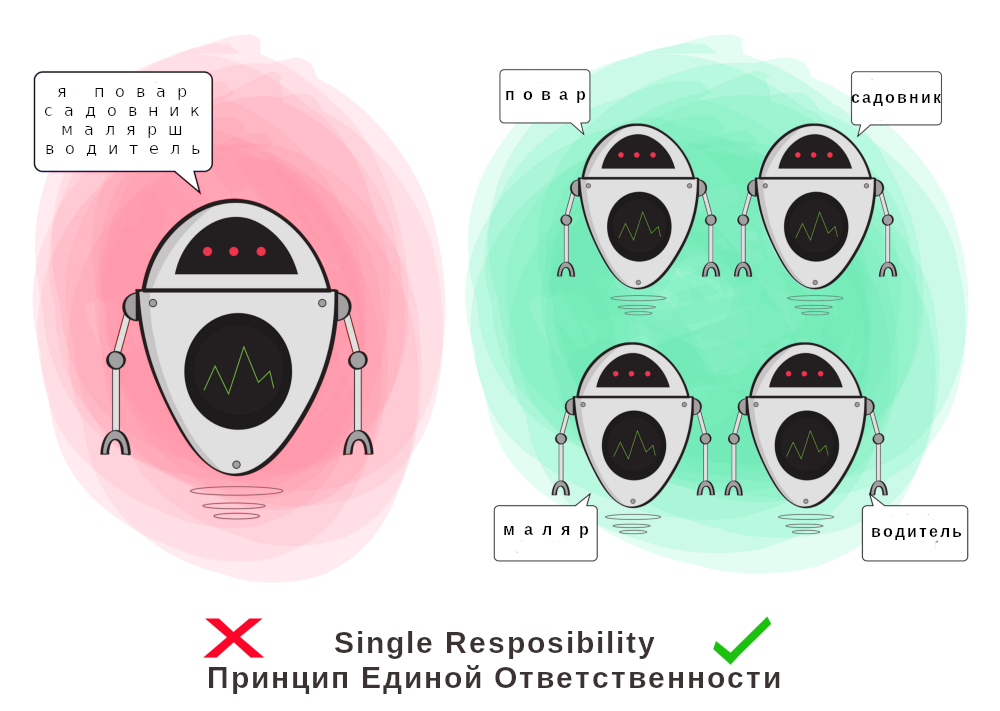 я повар
садовник
маляр ш
водитель
повар
садовник
маляр
водитель
Single Resposibility
Принцип Единой Ответственности